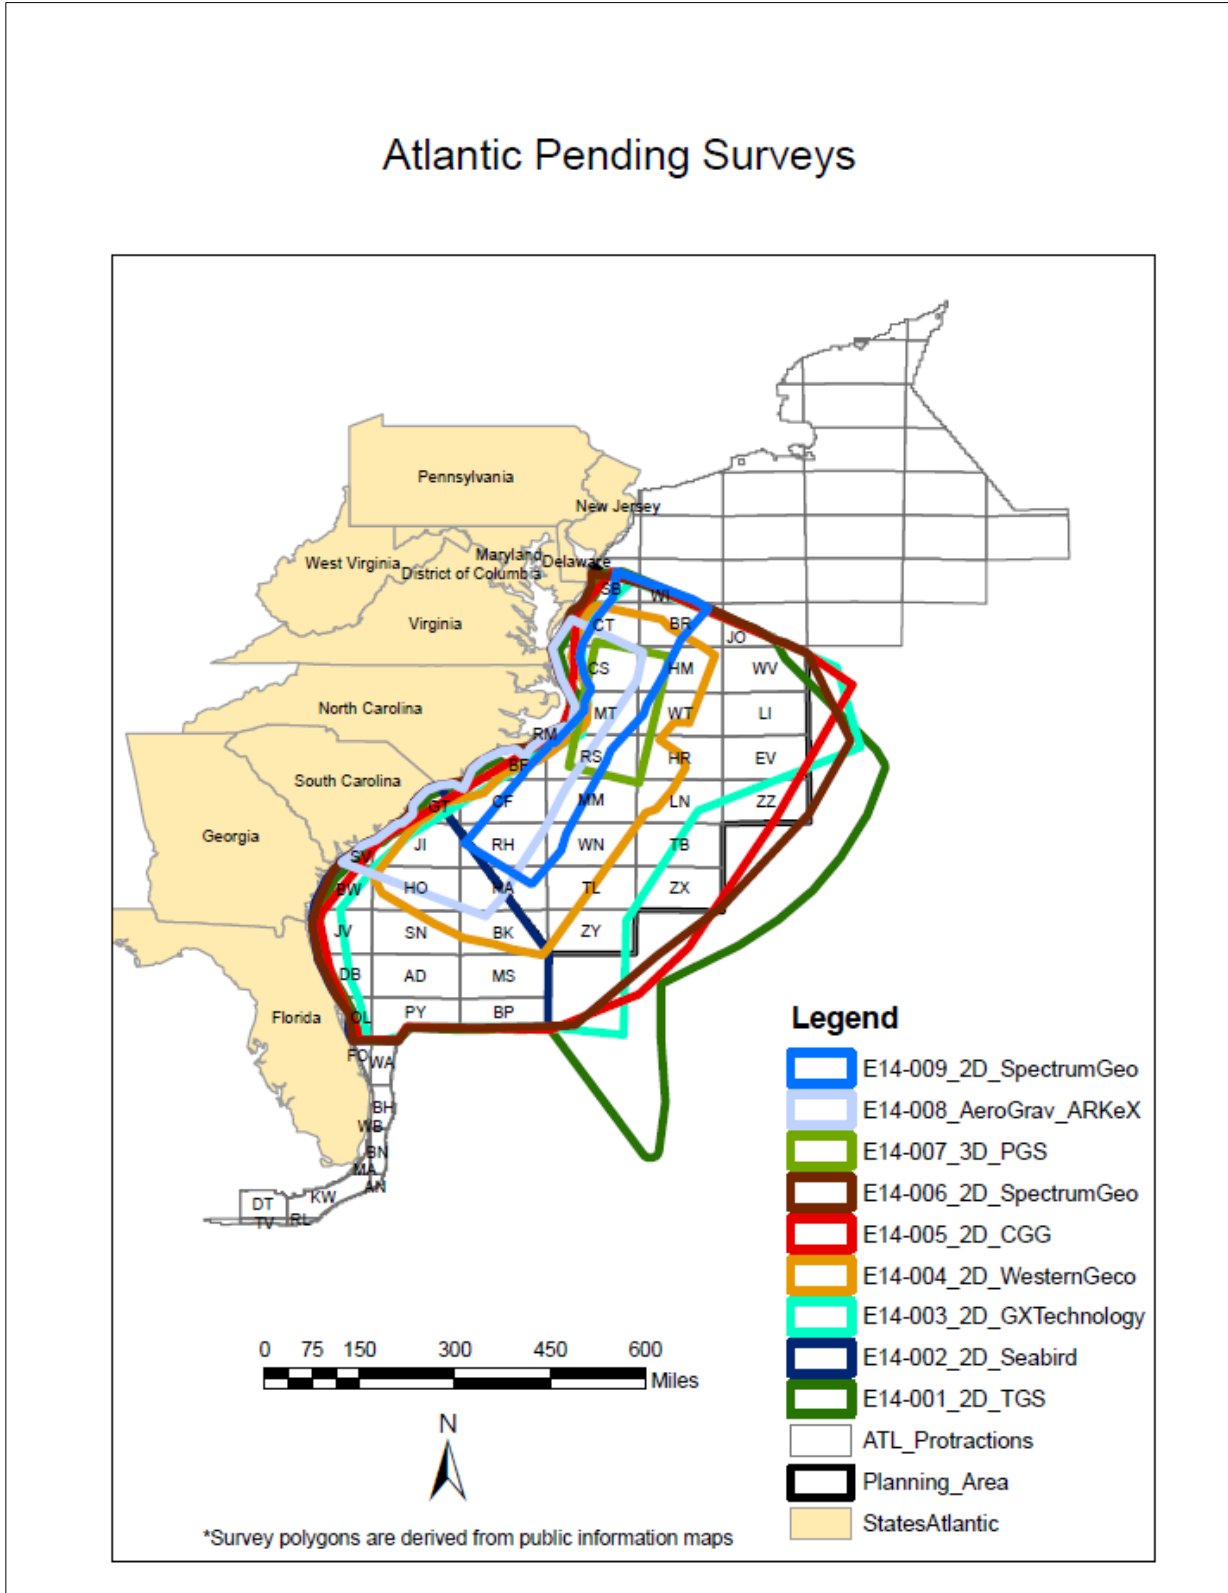 Atlantic Pending Surveys
Pennsylvania
New Jersey
West Virginia
Maryland
Delaware
District of Columbia
Virginia
North Carolina
South Carolina
Georgia
Florida
SB
WI
CT
BR
JO
CS
HM
WV
RM
MT
WT
LI
BF
RS
HR
EV
GT
CF
MM
LN
ZZ
SV
JI
RH
WN
TB
BW
HO
HA
TL
ZX
JV
SN
BK
ZY
DB
AD
MS
OL
PY
BP
FO
WA
BH
WB
BN
MA
AN
KW
DT
TV
RL
Legend
E14-009_2D_SpectrumGeo
E14-008_AeroGrav_ARKeX
E14-007_3D_PGS
E14-006_2D_SpectrumGeo
E14-005_2D_CGG
E14-004_2D_WesternGeco
E14-003_2D_GXTechnology
E14-002_2D_Seabird
E14-001_2D_TGS
ATL_Protractions
Planning_Area
StatesAtlantic
0 75 150 300 450 600
Miles
N
*Survey polygons are derived from public information maps